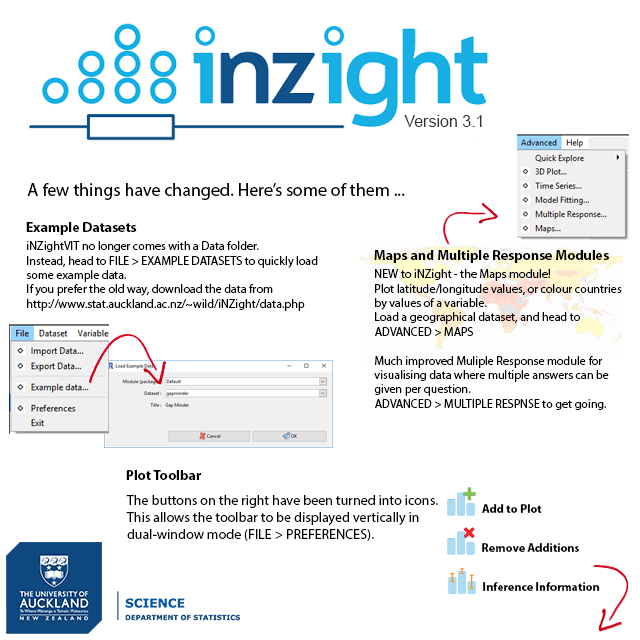 inzight
Version 3.1
A few things have changed. Here's some of them ...
Example Datasets
iNZightVIT no longer comes with a Data folder.
Instead, head to FILE > EXAMPLE DATASETS to quickly load
some example data.
If you prefer the old way, download the data from
http://www.stat.auckland.ac.nz/~wild/iNZight/data.php
File Dataset Variable
Import Data...
Export Data...
Example data...
Preferences
Exit
Load Example Data
Module (package)
Default
Dataset :
gapminder
Title : Gap Minder
Cancel
OK
Advanced Help
Quick Explore
3D Plot...
Time Series...
Model Fitting...
Multiple Response...
Maps...
Maps and Multiple Response Modules
NEW to iNZight - the Maps module!
Plot latitude/longitude values, or colour countries
by values of a variable.
Load a geographical dataset, and head to
ADVANCED > MAPS
Much improved Muliple Response module for
visualising data where multiple answers can be
given per question.
ADVANCED > MULTIPLE RESPNSE to get going.
Plot Toolbar
The buttons on the right have been turned into icons.
This allows the toolbar to be displayed vertically in
dual-window mode (FILE > PREFERENCES).
Add to Plot
Remove Additions
Inference Information
THE UNIVERSITY OF
AUCKLAND
Te Whare Wānanga o Tāmaki Makaurau
NEW ZEALAND
SCIENCE
DEPARTMENT OF STATISTICS